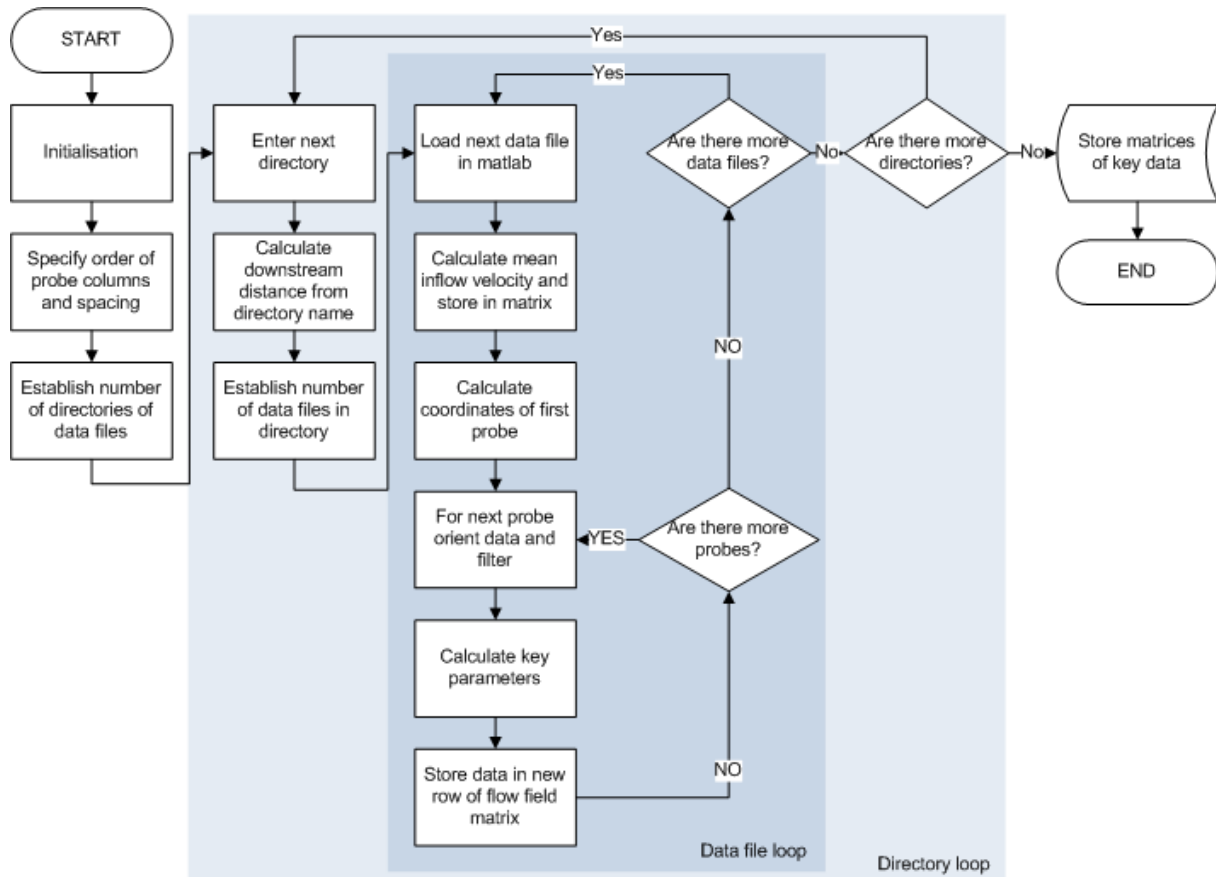 START
Initialisation
Specify order of
probe columns
and spacing
Establish number
of directories of
data files
Enter next
directory
Calculate
downstream
distance from
directory name
Establish number
of data files in
directory
Load next data file
in matlab
Calculate mean
inflow velocity and
store in matrix
Calculate
coordinates of first
probe
For next probe
orient data and
filter
Calculate key
parameters
Store data in new
row of flow field
matrix
NO
Are there more
probes?
YES
NO
Are there more
data files?
Yes
No
Are there more
directories?
Yes
No
Store matrices
of key data
END
Data file loop
Directory loop